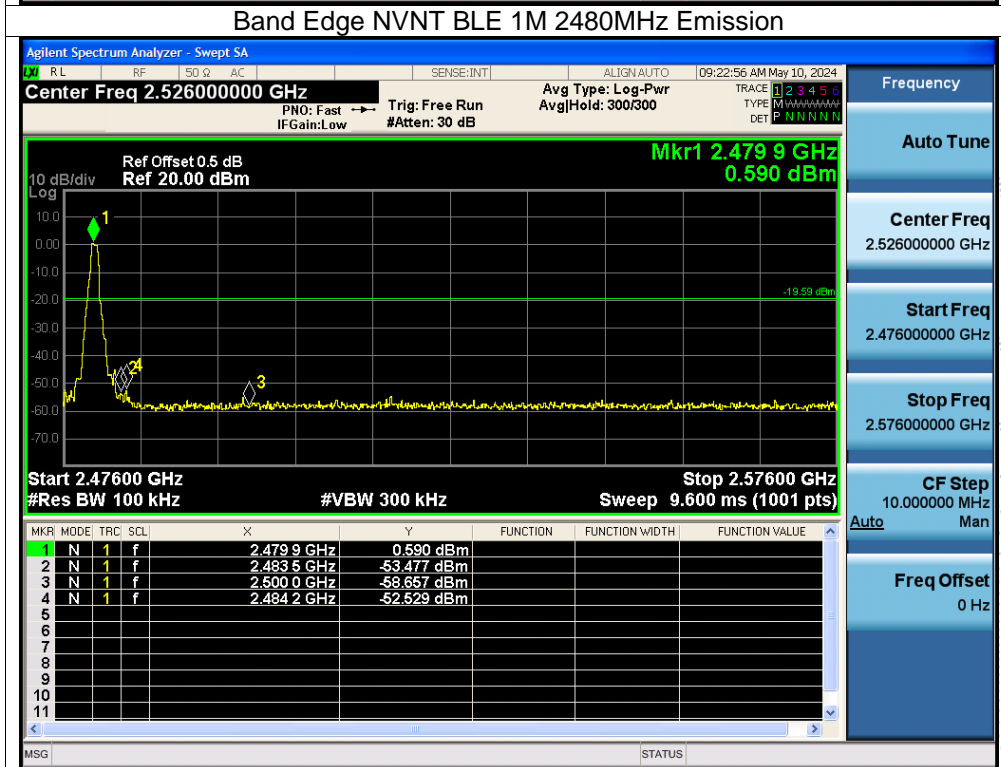 Band Edge NVNT BLE 1M 2480MHz Emission
Agilent Spectrum Analyzer - Swept SA
LXI RL RF 50 Ω AC SENSE:INT ALIGN AUTO 09:22:56 AM May 10, 2024
Center Freq 2.526000000 GHz
PNO: Fast
IFGain:Low
Trig: Free Run
#Atten: 30 dB
Avg Type: Log-Pwr
Avg|Hold: 300/300
TRACE 1 2 3 4 5 6
TYPE M WWWWW
DET P N N N N N
Frequency
Auto Tune
Center Freq
2.526000000 GHz
Start Freq
2.476000000 GHz
Stop Freq
2.576000000 GHz
CF Step
10.000000 MHz
Auto Man
Freq Offset
0 Hz
Mkr1 2.479 9 GHz
0.590 dBm
Ref Offset 0.5 dB
10 dB/div Ref 20.00 dBm
Log
10.0
0.00
-10.0
-20.0
-30.0
-40.0
-50.0
-60.0
-70.0
1
-19.59 dBm
2 4
3
Start 2.47600 GHz Stop 2.57600 GHz
#Res BW 100 kHz #VBW 300 kHz Sweep 9.600 ms (1001 pts)
MKR MODE TRC SCL X Y FUNCTION FUNCTION WIDTH FUNCTION VALUE
1 N 1 f 2.479 9 GHz 0.590 dBm
2 N 1 f 2.483 5 GHz -53.477 dBm
3 N 1 f 2.500 0 GHz -58.657 dBm
4 N 1 f 2.484 2 GHz -52.529 dBm
5
6
7
8
9
10
11
MSG STATUS